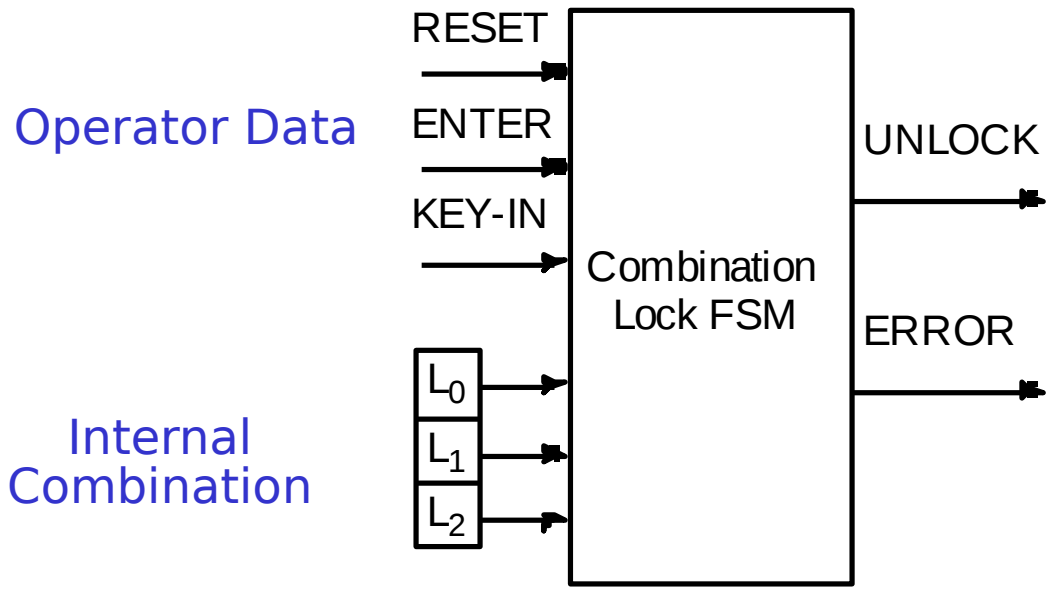 RESET
Operator Data
ENTER
KEY-IN
UNLOCK
Combination
Lock FSM
ERROR
Internal
Combination
L0
L1
L2